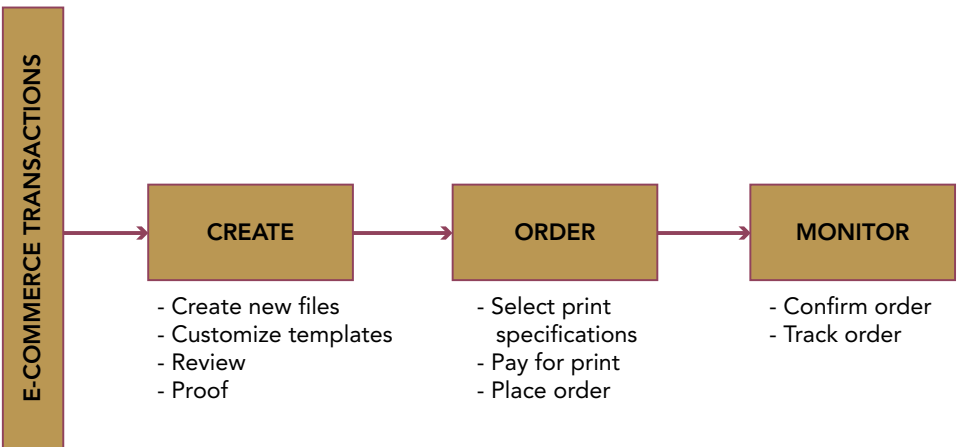 E-COMMERCE TRANSACTIONS
CREATE
- Create new files
- Customize templates
- Review
- Proof
ORDER
- Select print
specifications
- Pay for print
- Place order
MONITOR
- Confirm order
- Track order